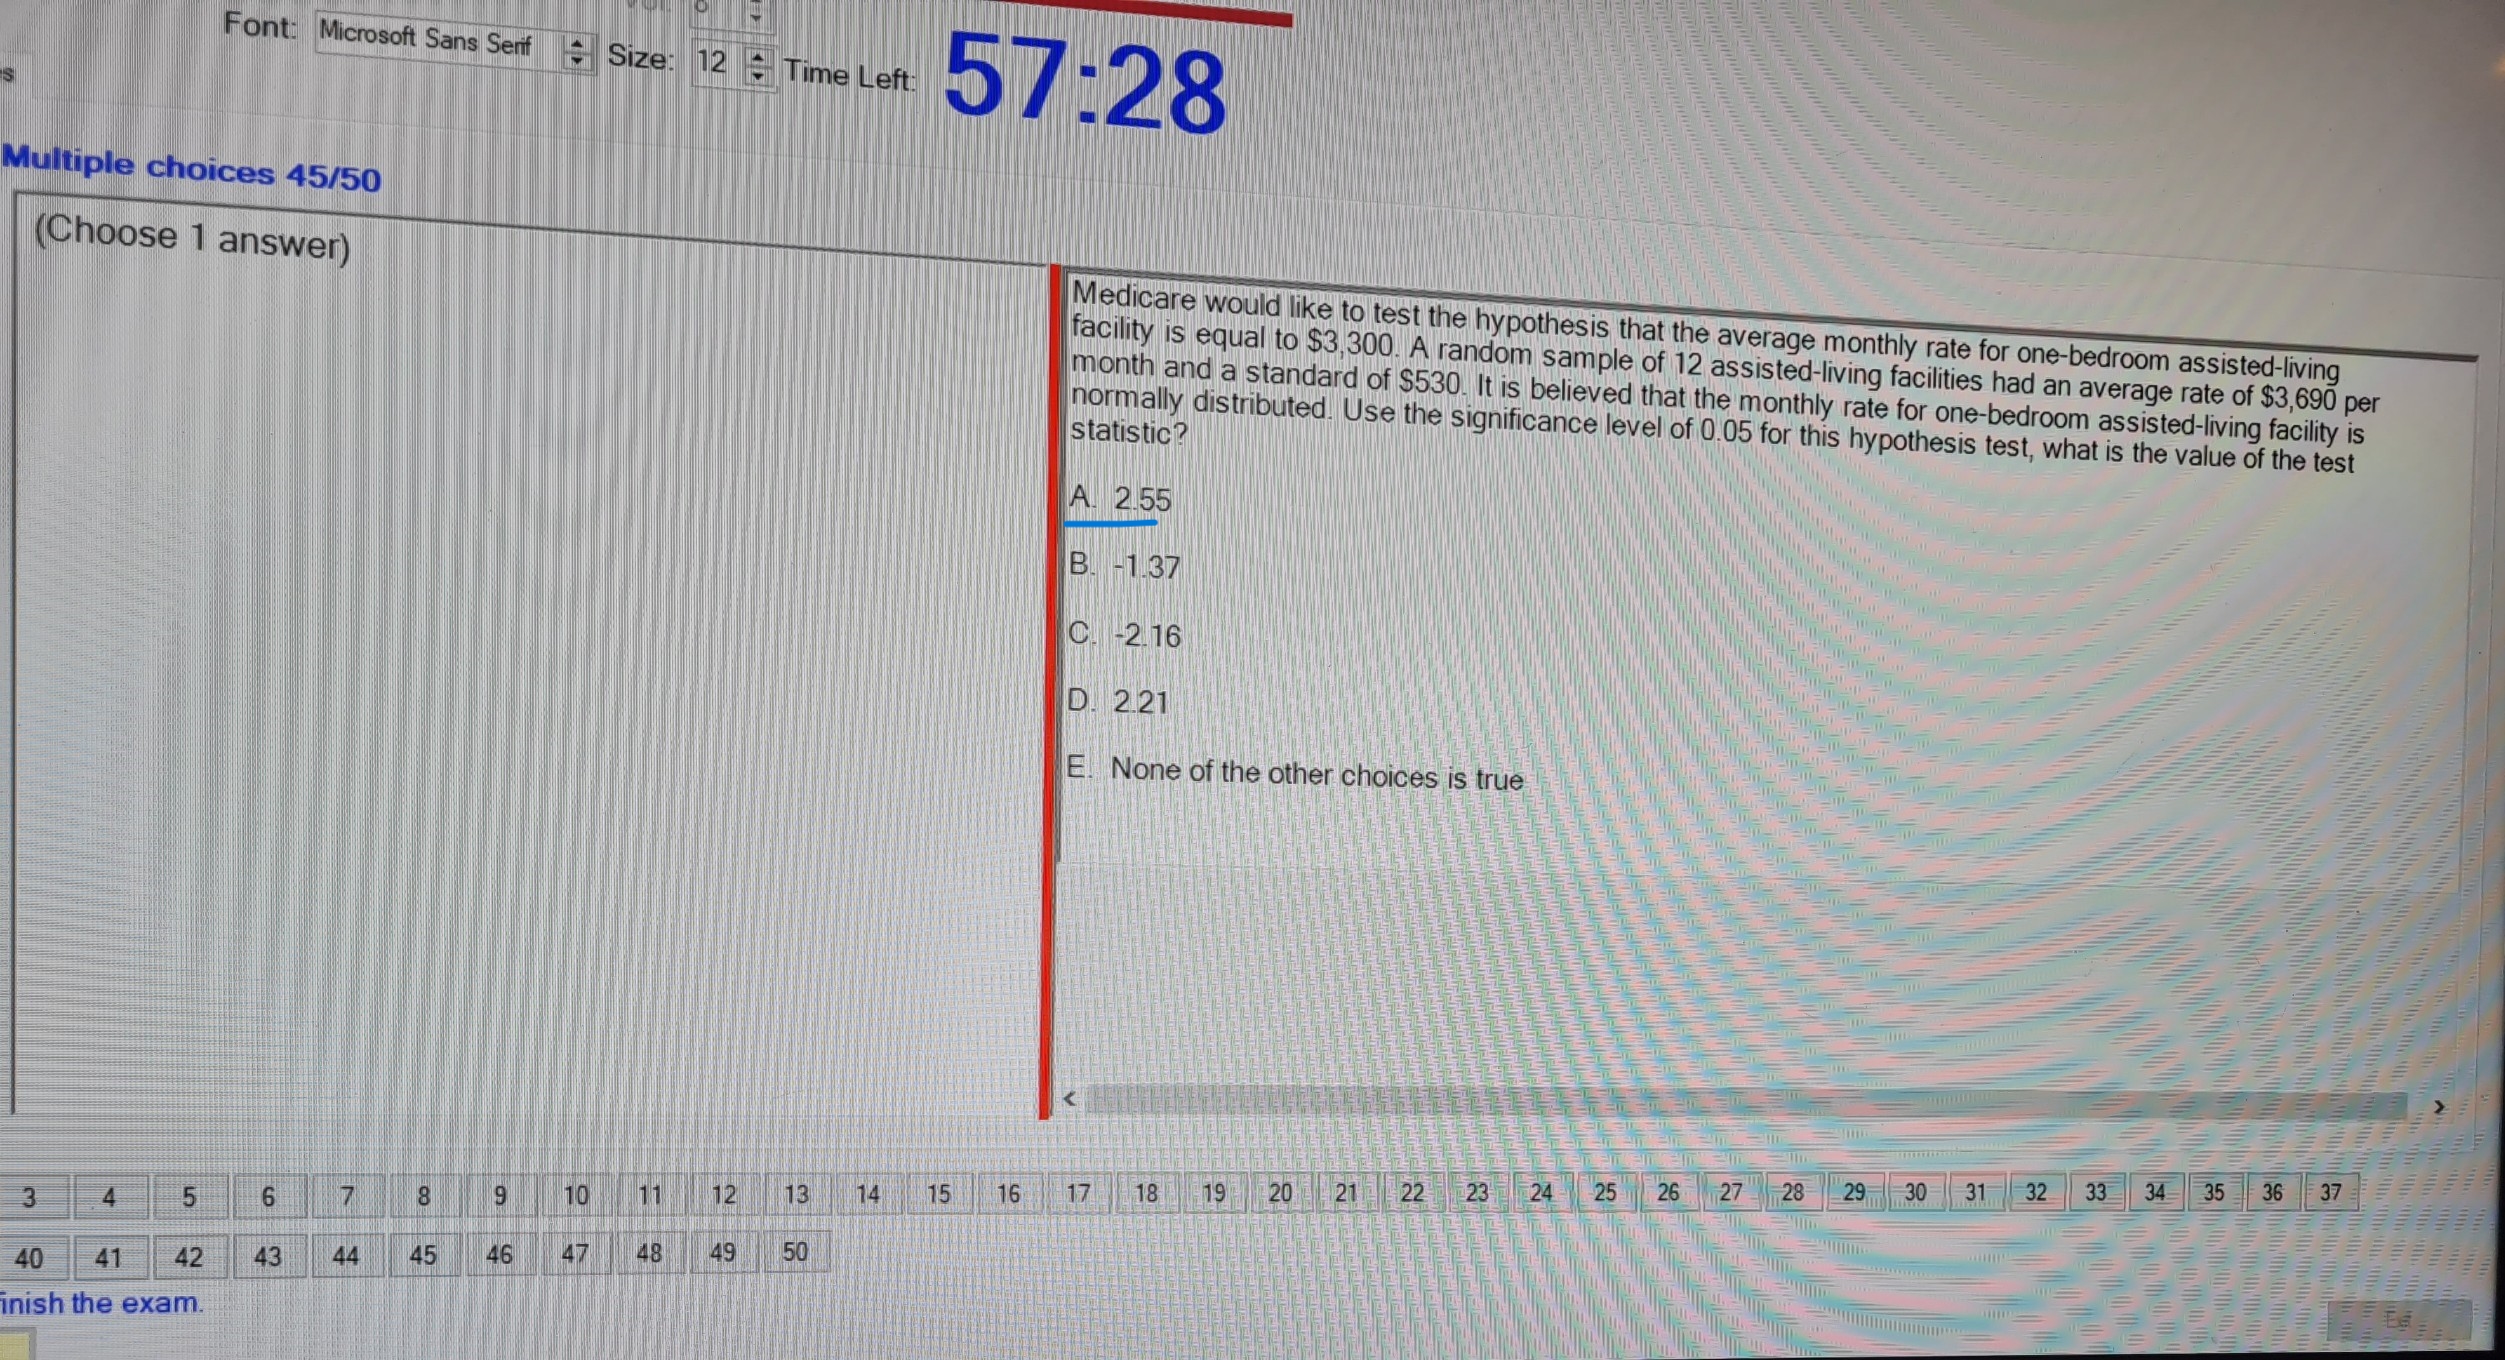 Font: Microsoft Sans Serif Size: 12 Time Left: 57:28
Multiple choices 45/50
(Choose 1 answer)
Medicare would like to test the hypothesis that the average monthly rate for one-bedroom assisted-living
facility is equal to $3,300. A random sample of 12 assisted-living facilities had an average rate of $3,690 per
month and a standard of $530. It is believed that the monthly rate for one-bedroom assisted-living facility is
normally distributed. Use the significance level of 0.05 for this hypothesis test, what is the value of the test
statistic?
A. 2.55
B. -1.37
C. -2.16
D. 2.21
E. None of the other choices is true
3 4 5 6 7 8 9 10 11 12 13 14 15 16 17 18 19 20 21 22 23 24 25 26 27 28 29 30 31 32 33 34 35 36 37
40 41 42 43 44 45 46 47 48 49 50
inish the exam.